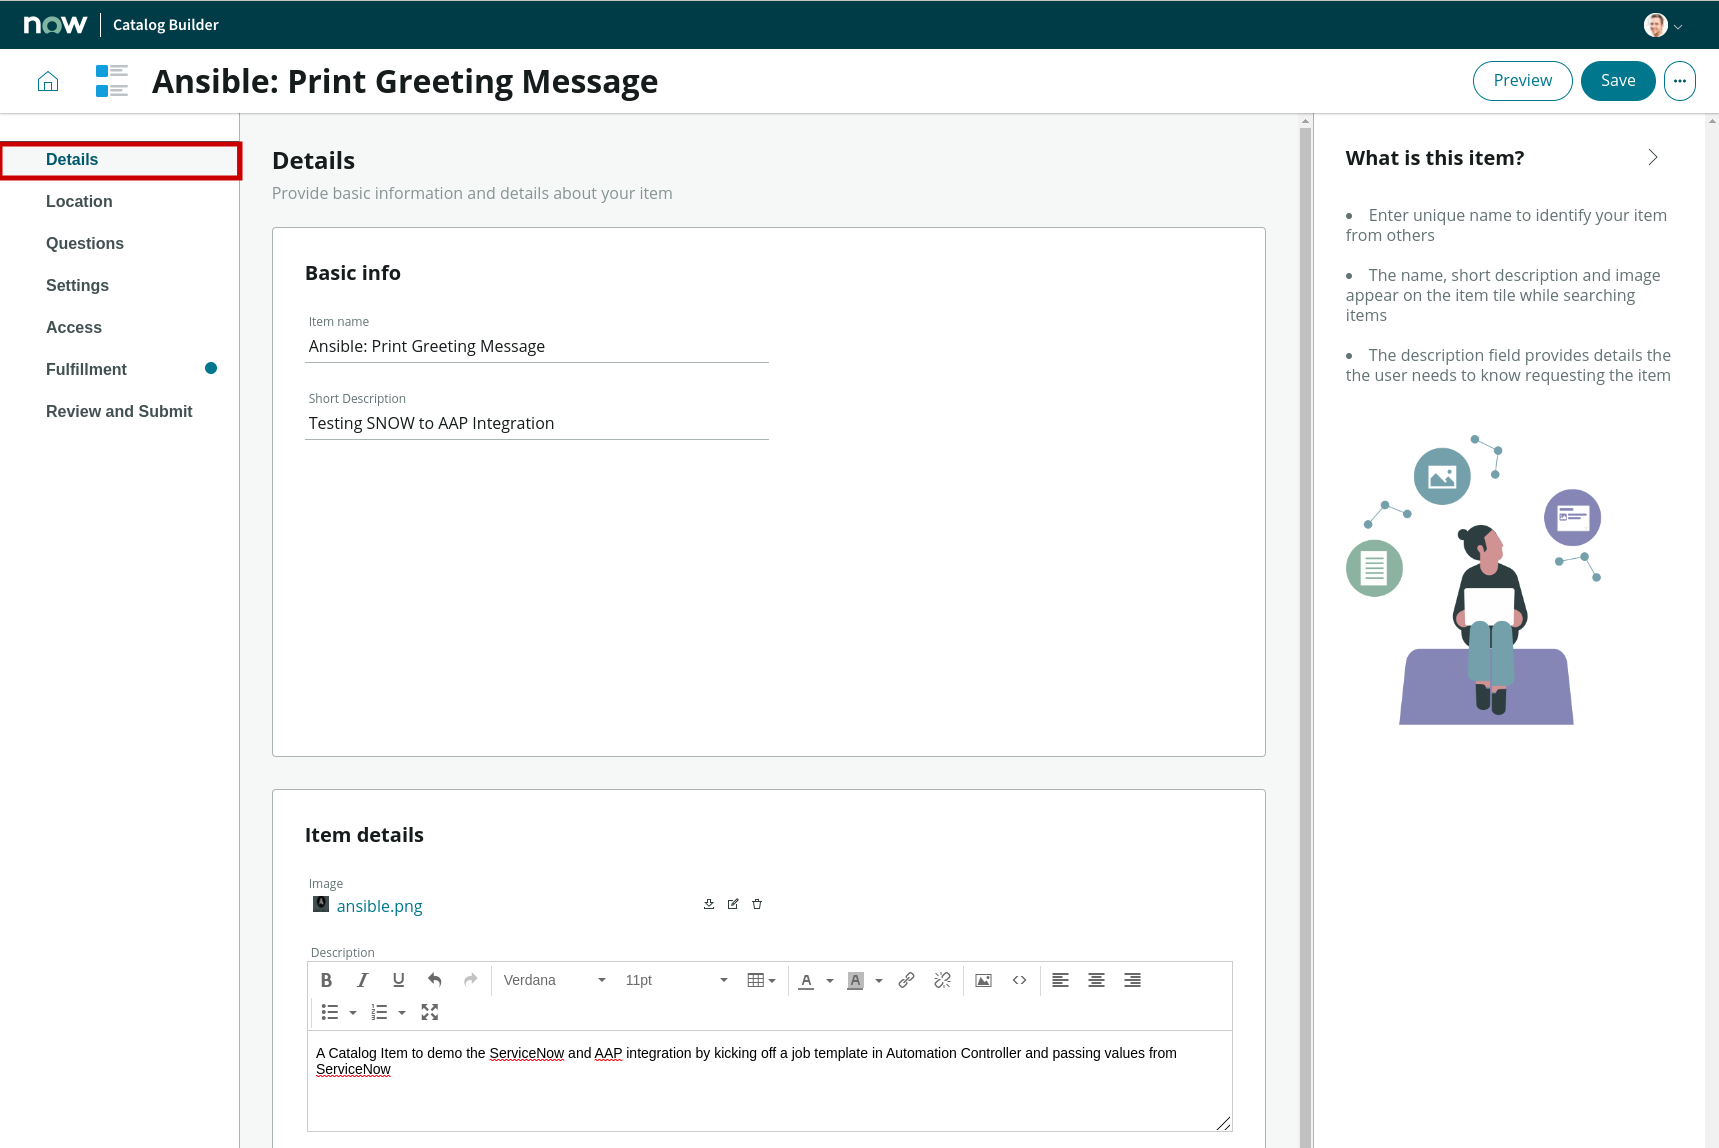 now Catalog Builder
Ansible: Print Greeting Message
Preview
Save
Details
Location
Questions
Settings
Access
Fulfillment
Review and Submit
Details
Provide basic information and details about your item
Basic info
Item name
Ansible: Print Greeting Message
Short Description
Testing SNOW to AAP Integration
Item details
Image
ansible.png
Description
Verdana
11pt
A Catalog Item to demo the ServiceNow and AAP integration by kicking off a job template in Automation Controller and passing values from
ServiceNow
What is this item?
• Enter unique name to identify your item
from others
• The name, short description and image
appear on the item tile while searching
items
• The description field provides details the
the user needs to know requesting the item